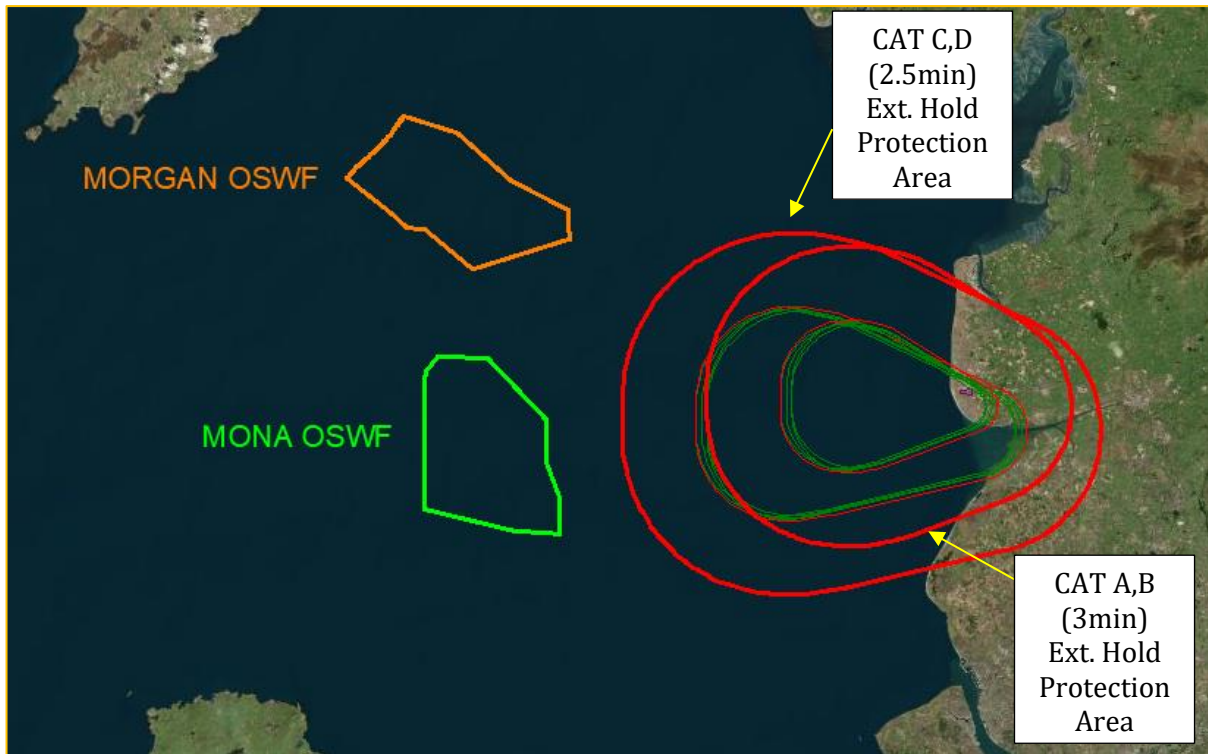 CAT C,D
(2.5min)
Ext. Hold
Protection
Area
MORGAN OSWF
MONA OSWF
CAT A,B
(3min)
Ext. Hold
Protection
Area